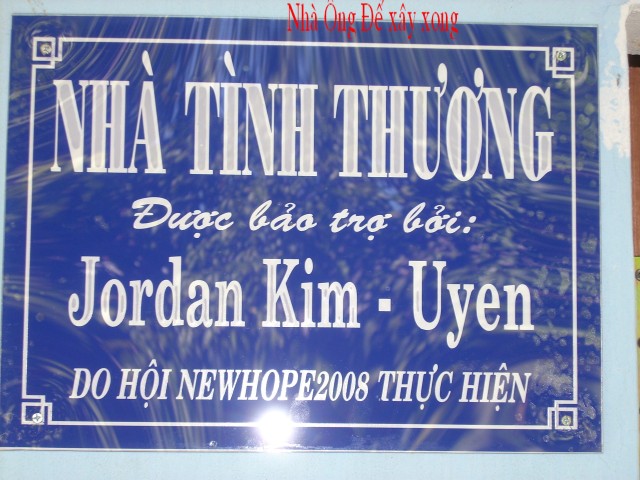 Nhà Ông Đế xây xong
NHÀ TÌNH THƯƠNG
Được bảo trợ bởi:
Jordan Kim - Uyen
DO HỘI NEWHOPE2008 THỰC HIỆN